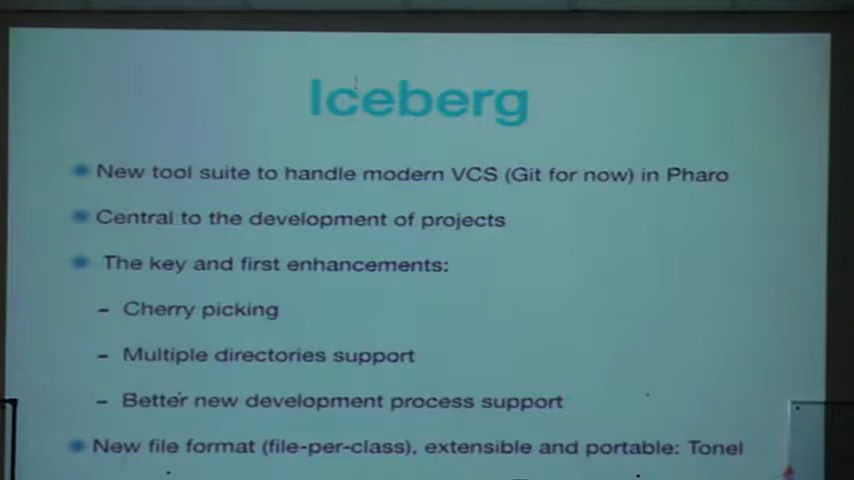 Iceberg
New tool suite to handle modern VCS (Git for now) in Pharo
Central to the development of projects
The key and first enhancements:
- Cherry picking
- Multiple directories support
- Better new development process support
New file format (file-per-class), extensible and portable: Tonel